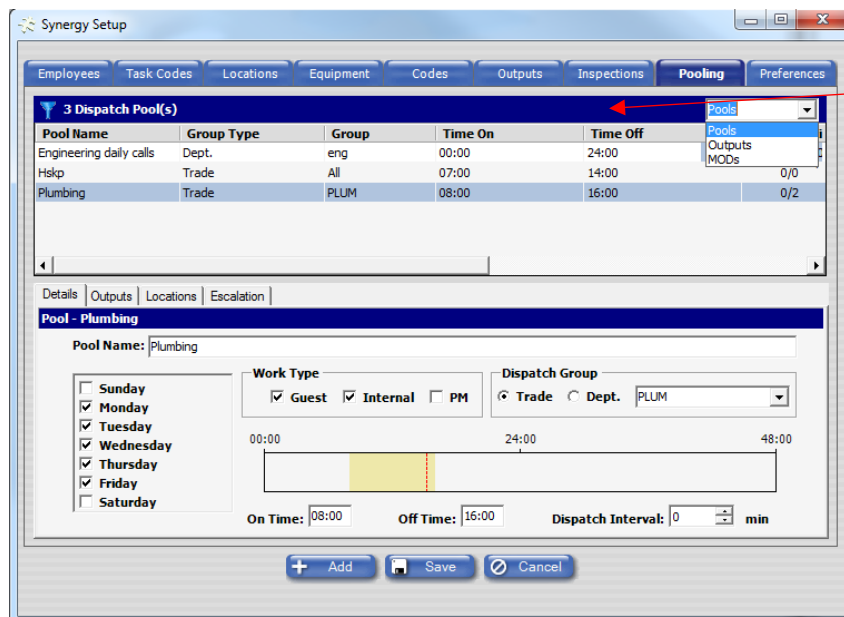 Synergy Setup
Employees Task Codes Locations Equipment Codes Outputs Inspections Pooling Preferences
3 Dispatch Pool(s) Pools
Pools
Outputs
MODs
Pool Name Group Type Group Time On Time Off
Engineering daily calls Dept. eng 00:00 24:00
Hskp Trade All 07:00 14:00 0/0
Plumbing Trade PLUM 08:00 16:00 0/2
Details Outputs Locations Escalation
Pool - Plumbing
Pool Name: Plumbing
Sunday
Monday
Tuesday
Wednesday
Thursday
Friday
Saturday
Work Type
Guest Internal PM
Dispatch Group
Trade Dept. PLUM
00:00 24:00 48:00
On Time: 08:00 Off Time: 16:00 Dispatch Interval: 0 min
Add Save Cancel